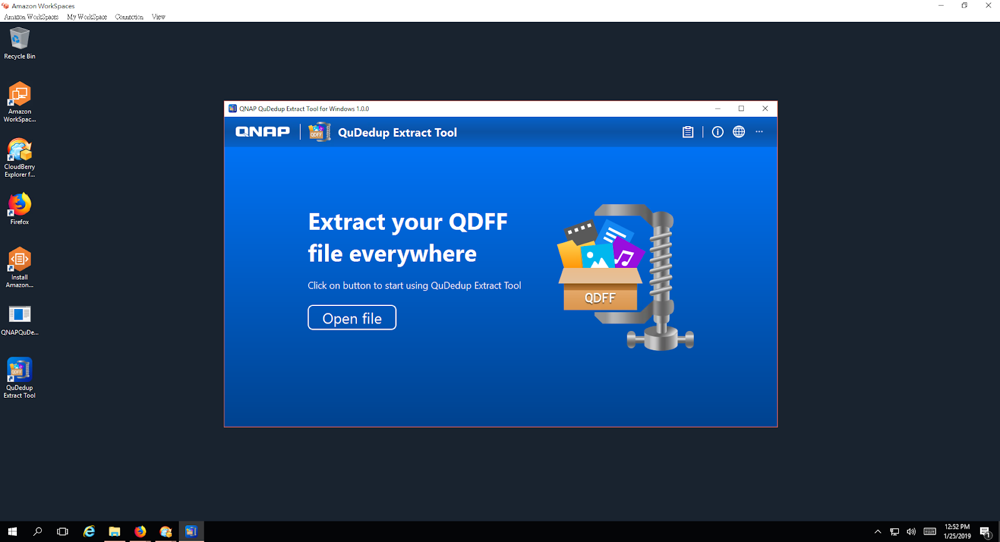 Amazon WorkSpaces
Amazon WorkSpaces My WorkSpace Connection View
Recycle Bin
Amazon
WorkSpac...
CloudBerry
Explorer f...
Firefox
Install
Amazon...
QNAPQuDe...
QuDedup
Extract Tool
QNAP QuDedup Extract Tool for Windows 1.0.0
QNAP QDFF QuDedup Extract Tool
Extract your QDFF
file everywhere
Click on button to start using QuDedup Extract Tool
Open file
QDFF
12:52 PM
1/25/2019
1